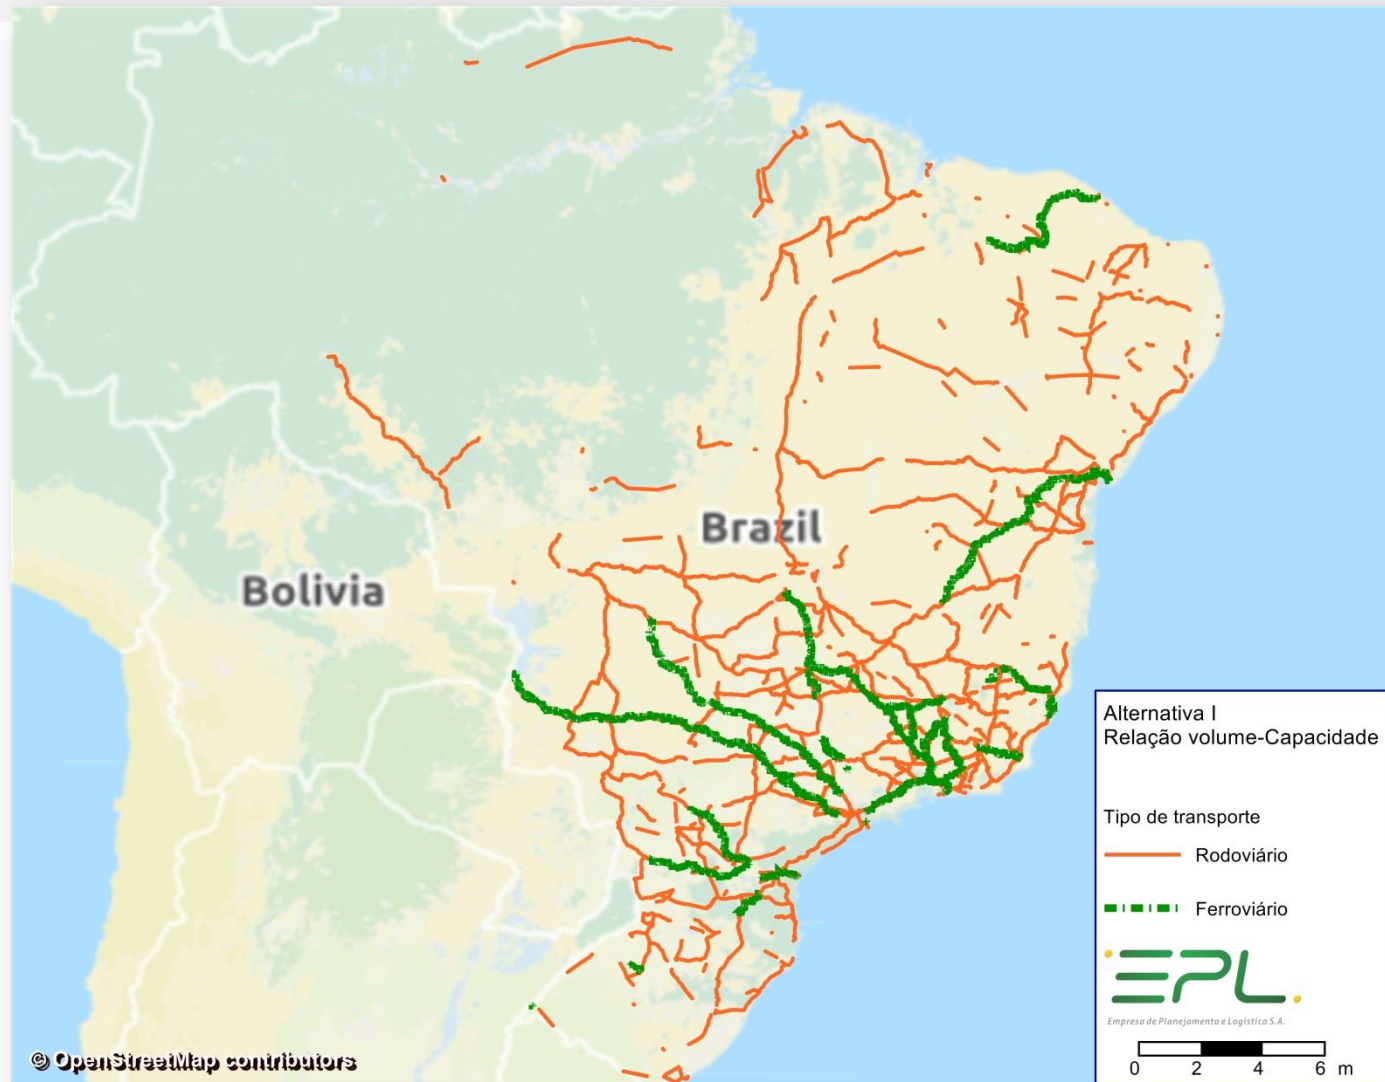 Brazil
Bolivia
Alternativa I
Relação volume-Capacidade
Tipo de transporte
Rodoviário
Ferroviário
EPL
Empresa de Planejamento e Logística S.A.
0 2 4 6 m
© OpenStreetMap contributors